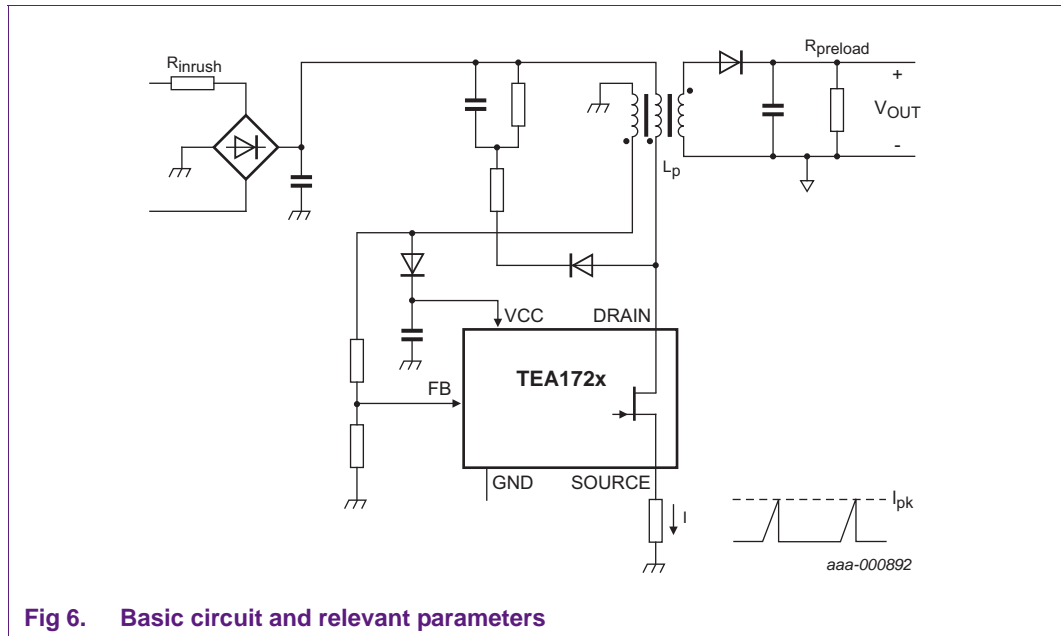 Rinrush
Rpreload
+
VOUT
-
Lp
VCC
DRAIN
TEA172x
FB
GND
SOURCE
I
Ipk
aaa-000892
Fig 6. Basic circuit and relevant parameters